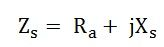 Zₛ = Rₐ + jXₛ